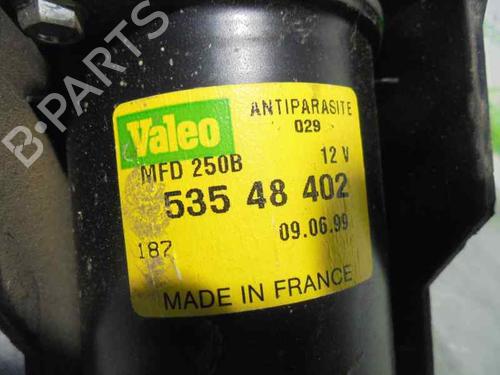 B-PARTS
Valeo
ANTIPARASITE
029
MFD 250B
12 V
535 48 402
187
09.06.99
MADE IN FRANCE